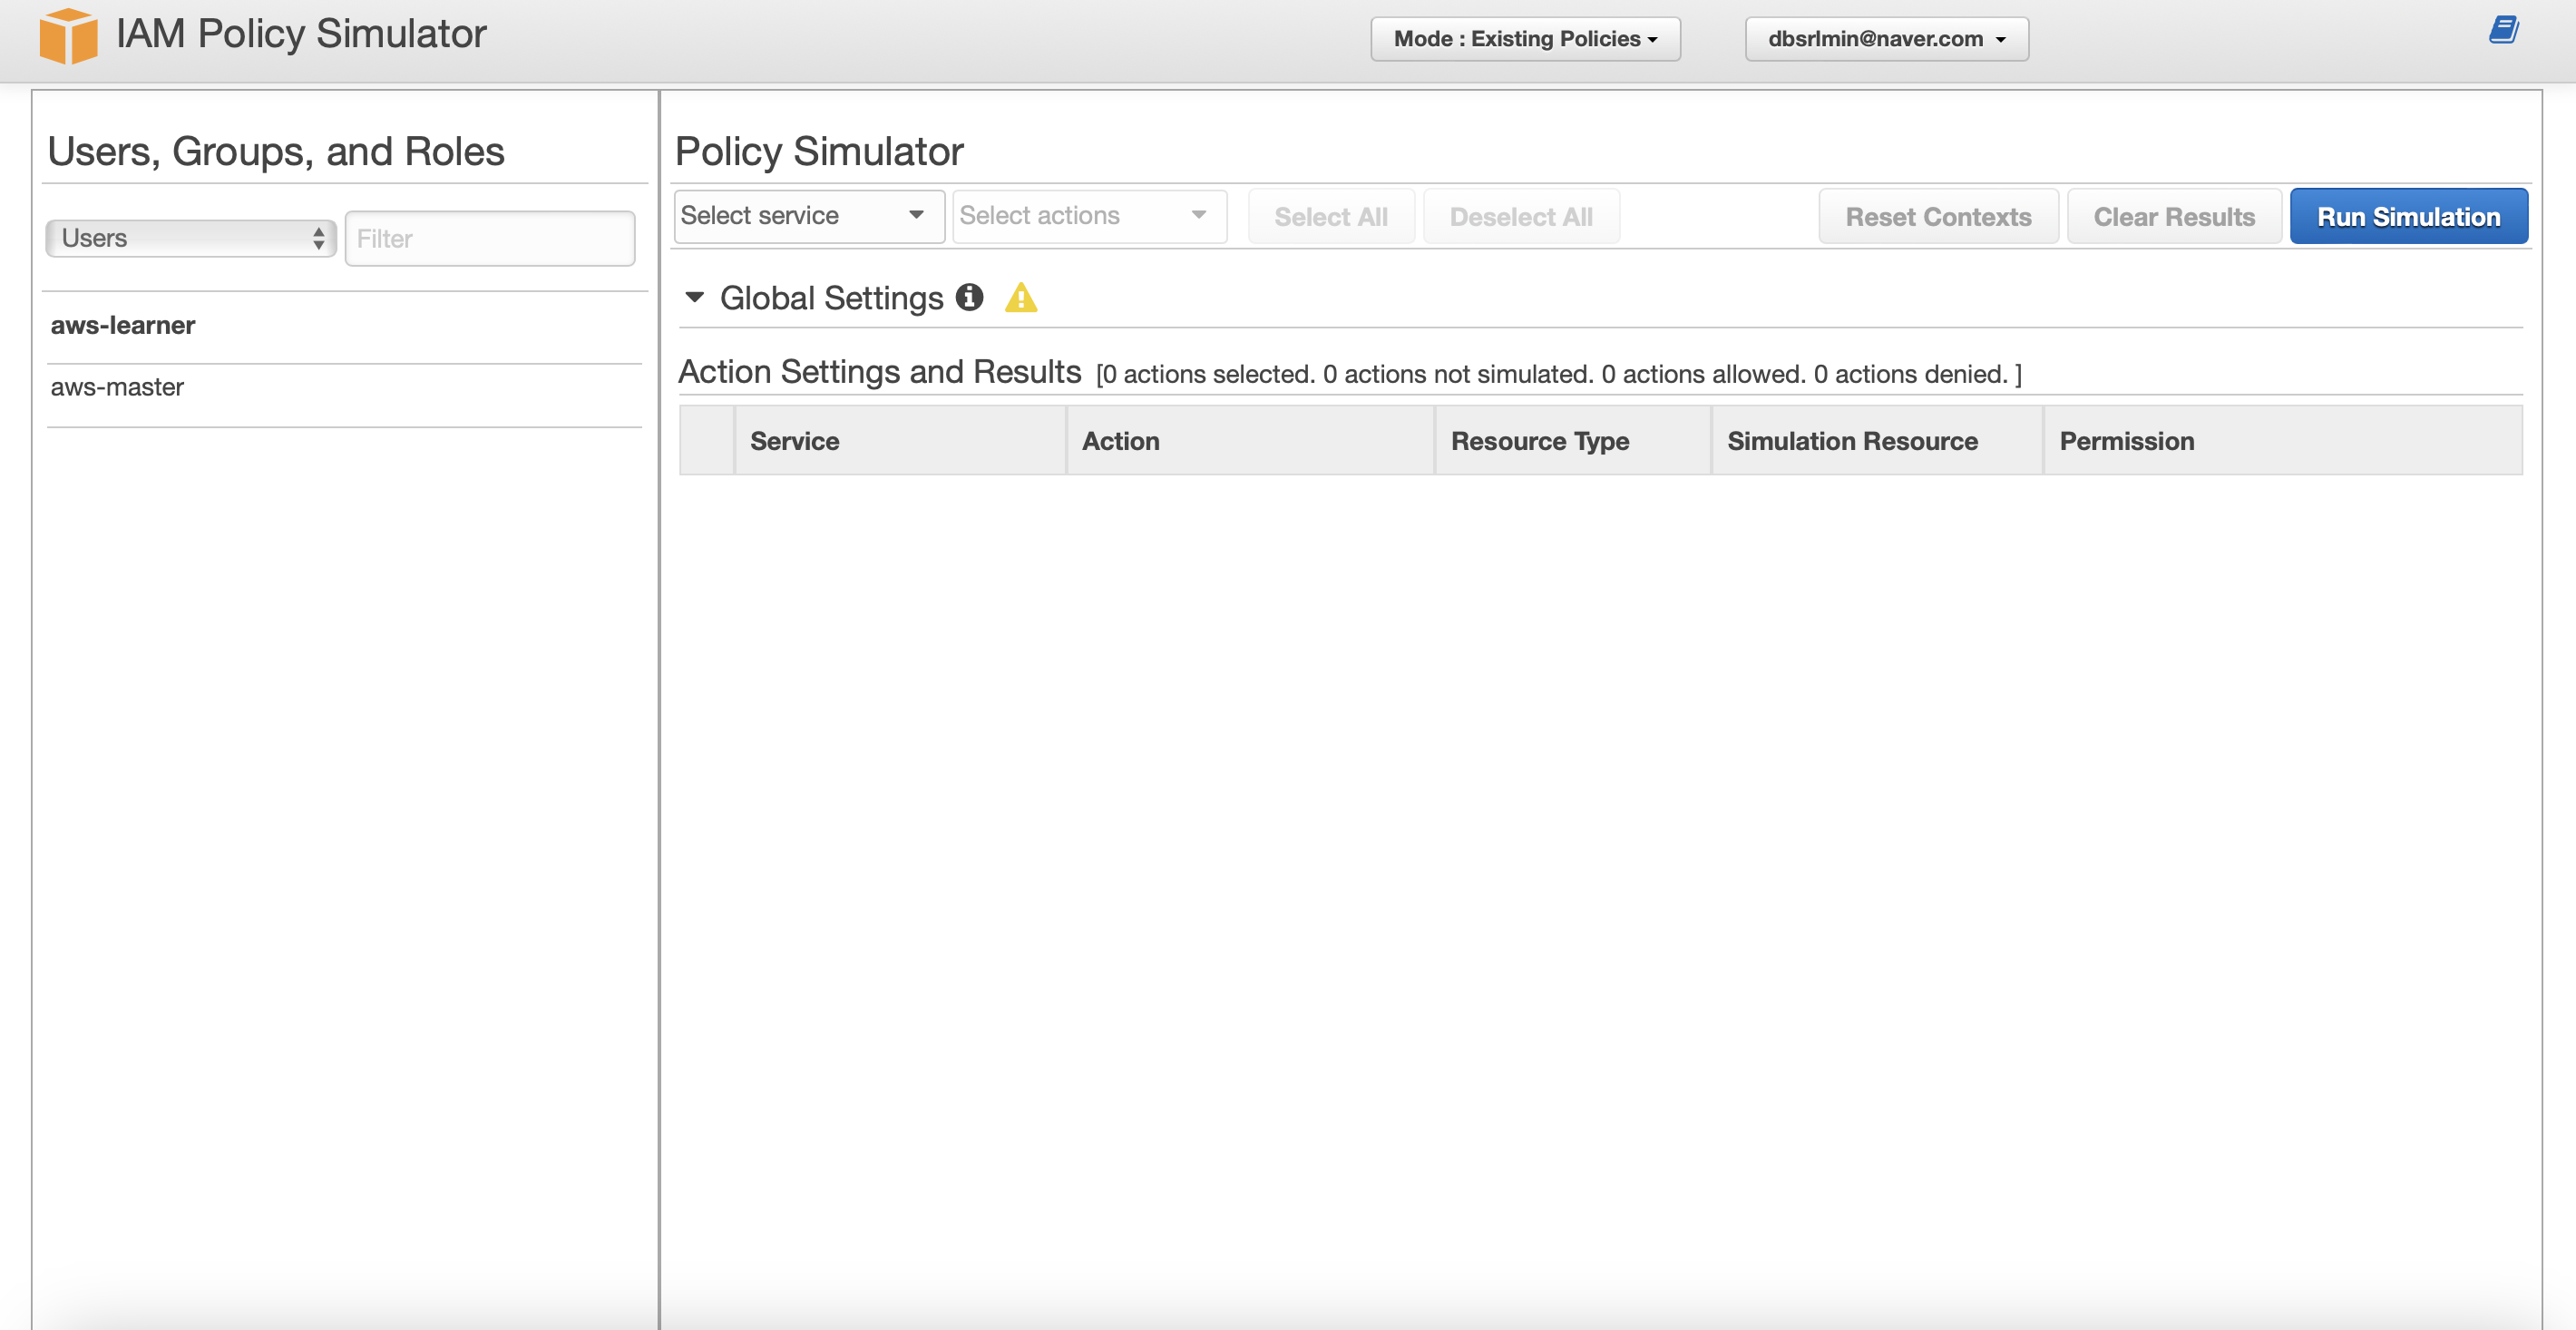 IAM Policy Simulator
Mode : Existing Policies
dbsrlmin@naver.com
Users, Groups, and Roles
Users
Filter
aws-learner
aws-master
Policy Simulator
Select service
Select actions
Select All
Deselect All
Reset Contexts
Clear Results
Run Simulation
Global Settings
Action Settings and Results [0 actions selected. 0 actions not simulated. 0 actions allowed. 0 actions denied. ]
Service Action Resource Type Simulation Resource Permission